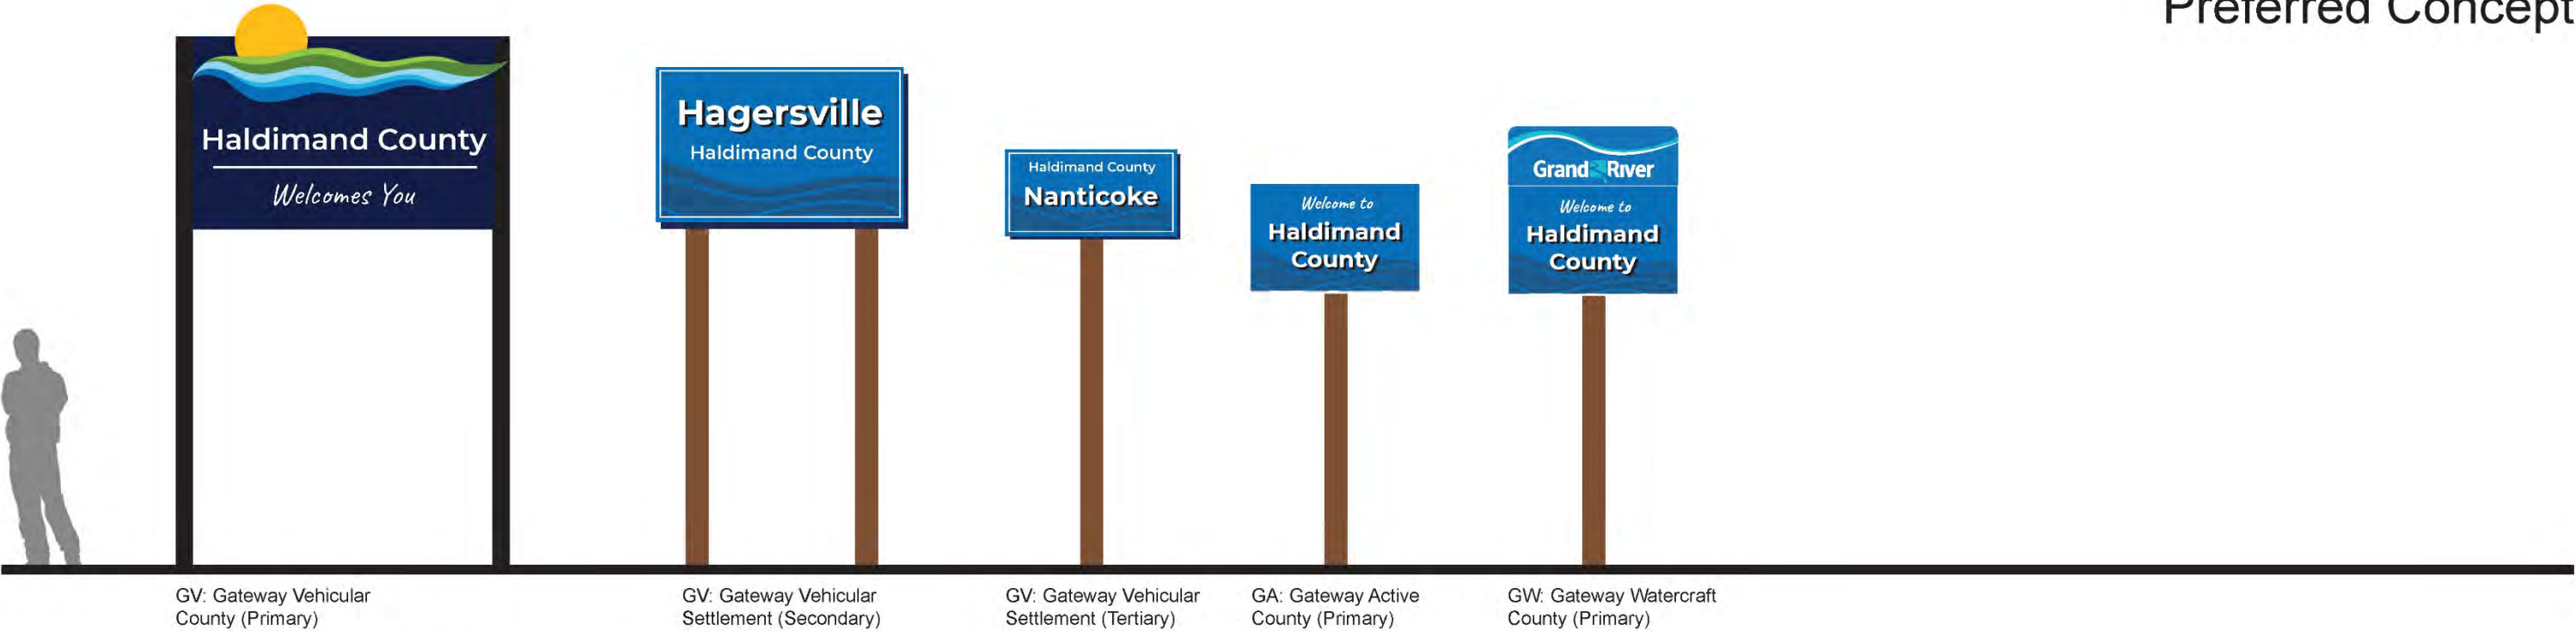 Preferred Concept
Haldimand County
Welcomes You
Hagersville
Haldimand County
Haldimand County
Nanticoke
Welcome to
Haldimand
County
Grand River
Welcome to
Haldimand
County
GV: Gateway Vehicular
County (Primary)
GV: Gateway Vehicular
Settlement (Secondary)
GV: Gateway Vehicular
Settlement (Tertiary)
GA: Gateway Active
County (Primary)
GW: Gateway Watercraft
County (Primary)